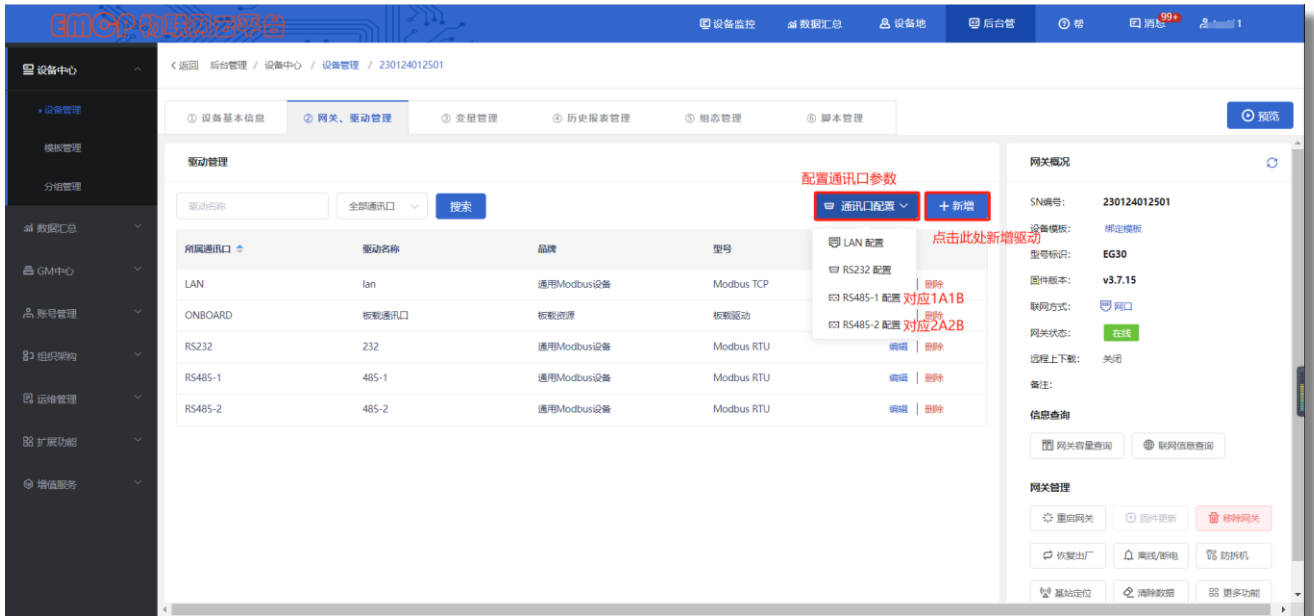 EMCP物联网云平台
设备监控 数据汇总 设备地 后台管 帮 消息 99+ 1
设备中心
设备管理
模板管理
分组管理
数据汇总
GM中心
账号管理
组织架构
运维管理
扩展功能
增值服务
返回 后台管理 / 设备中心 / 设备管理 / 230124012501
① 设备基本信息 ② 网关、驱动管理 ③ 变量管理 ④ 历史报表管理 ⑤ 组态管理 ⑥ 脚本管理 预览
驱动管理
配置通讯口参数
驱动名称 全部通讯口 搜索 通讯口配置 + 新增
点击此处新增驱动
LAN 配置
RS232 配置
RS485-1 配置 对应1A1B
RS485-2 配置 对应2A2B
所属通讯口 驱动名称 品牌 型号
LAN lan 通用Modbus设备 Modbus TCP 删除
ONBOARD 板载通讯口 板载资源 板载驱动 删除
RS232 232 通用Modbus设备 Modbus RTU 编辑 删除
RS485-1 485-1 通用Modbus设备 Modbus RTU 编辑 删除
RS485-2 485-2 通用Modbus设备 Modbus RTU 编辑 删除
网关概况
SN编号: 230124012501
设备模板: 绑定模板
型号标识: EG30
固件版本: v3.7.15
联网方式: 网口
网关状态: 在线
远程上下载: 关闭
备注:
信息查询
网关容量查询 联网信息查询
网关管理
重启网关 固件更新 移除网关
恢复出厂 离线/断电 防拆机
基站定位 清除数据 更多功能